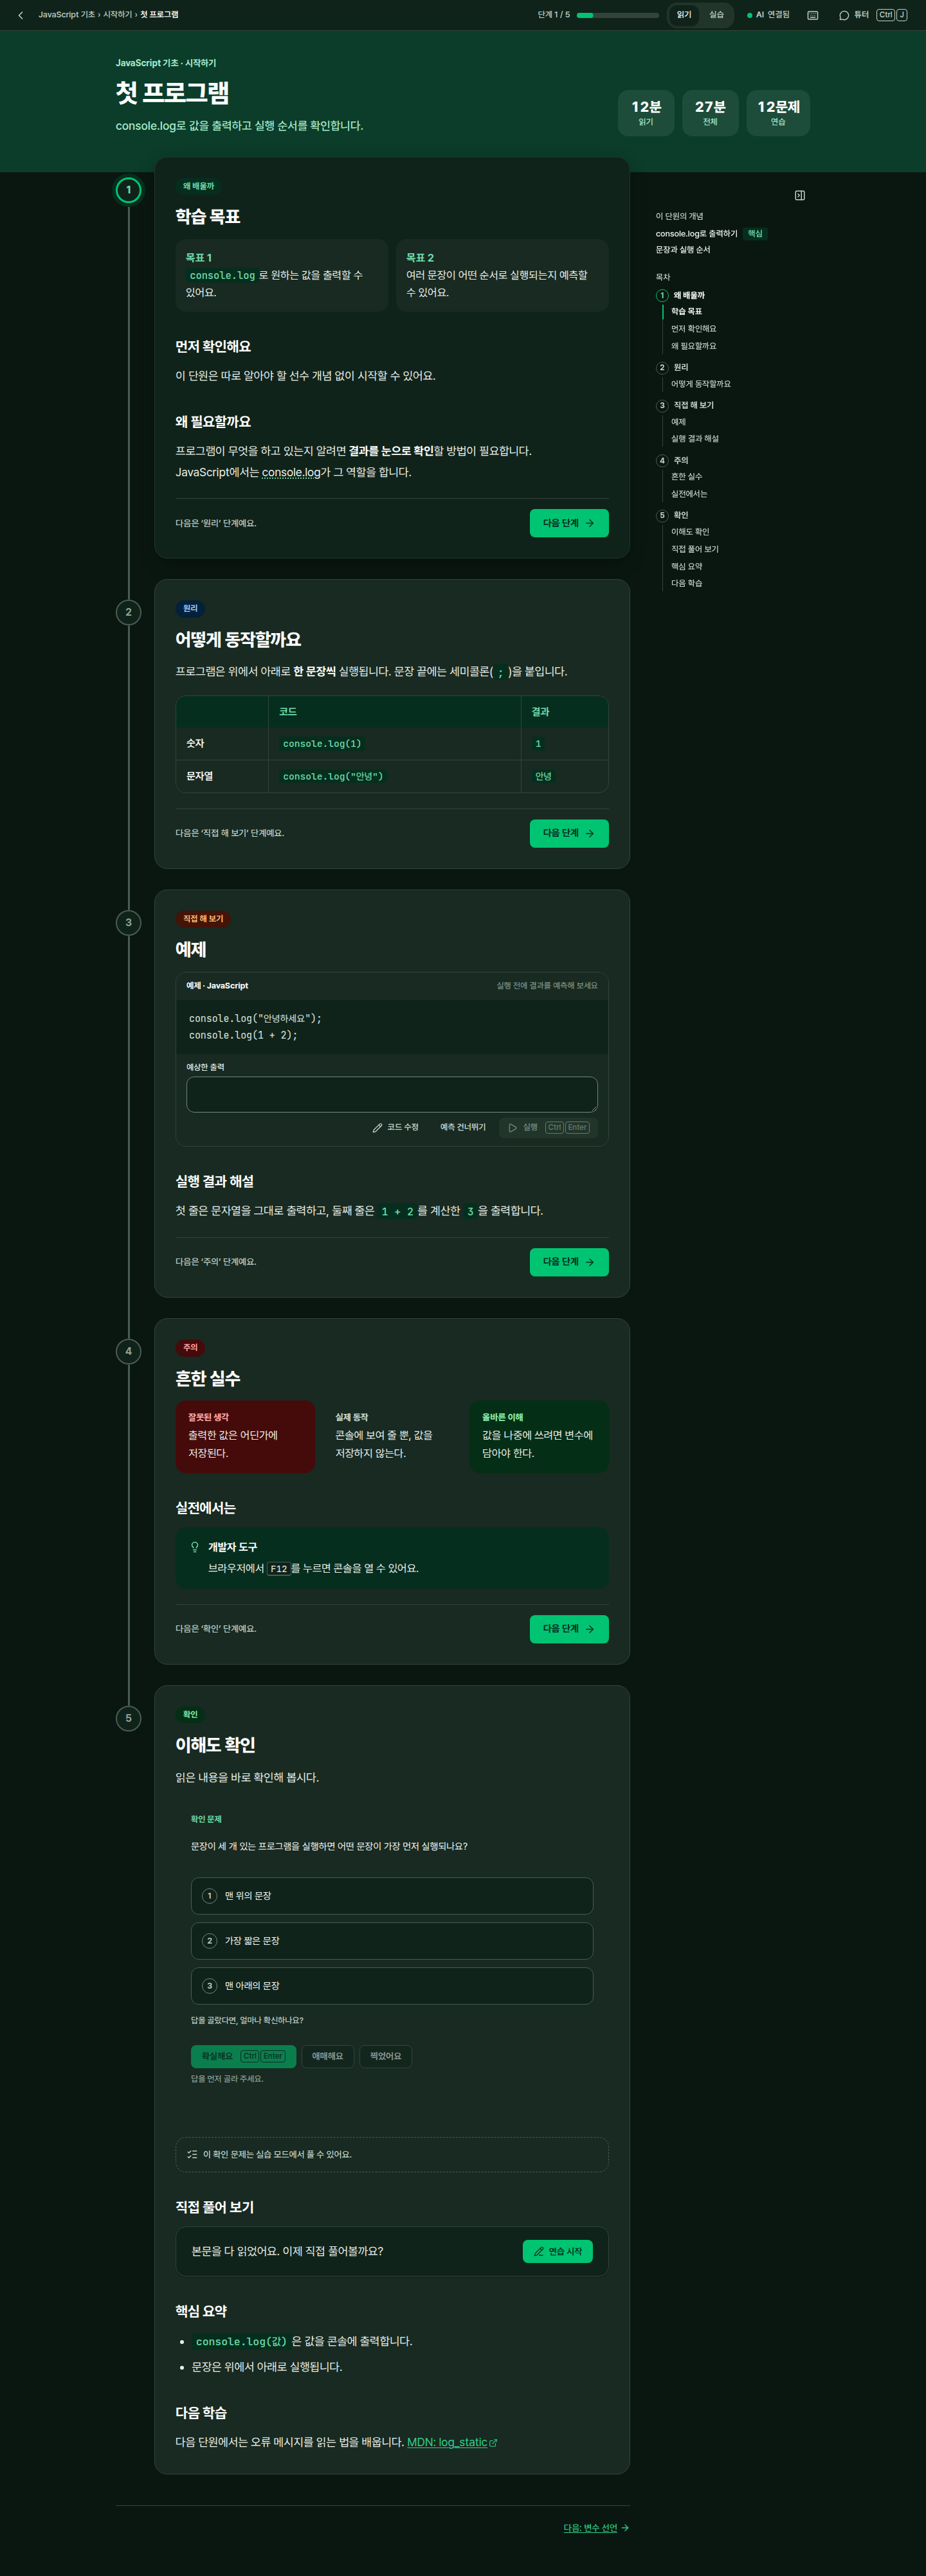 JavaScript 기초 › 시작하기 › 첫 프로그램
단계 1 / 5
읽기
실습
AI 연결됨
튜터 Ctrl J
JavaScript 기초 · 시작하기
첫 프로그램
console.log로 값을 출력하고 실행 순서를 확인합니다.
12분
읽기
27분
전체
12문제
연습
1
왜 배울까
학습 목표
목표 1
console.log로 원하는 값을 출력할 수
있어요.
목표 2
여러 문장이 어떤 순서로 실행되는지 예측할
수 있어요.
먼저 확인해요
이 단원은 따로 알아야 할 선수 개념 없이 시작할 수 있어요.
왜 필요할까요
프로그램이 무엇을 하고 있는지 알려면 결과를 눈으로 확인할 방법이 필요합니다.
JavaScript에서는 console.log가 그 역할을 합니다.
다음은 ‘원리’ 단계예요.
다음 단계
이 단원의 개념
console.log로 출력하기 핵심
문장과 실행 순서
목차
1 왜 배울까
학습 목표
먼저 확인해요
왜 필요할까요
2 원리
어떻게 동작할까요
3 직접 해 보기
예제
실행 결과 해설
4 주의
흔한 실수
실전에서는
5 확인
이해도 확인
직접 풀어 보기
핵심 요약
다음 학습
2
원리
어떻게 동작할까요
프로그램은 위에서 아래로 한 문장씩 실행됩니다. 문장 끝에는 세미콜론( ; )을 붙입니다.
코드 결과
숫자 console.log(1) 1
문자열 console.log("안녕") 안녕
다음은 ‘직접 해 보기’ 단계예요.
다음 단계
3
직접 해 보기
예제
예제 · JavaScript
실행 전에 결과를 예측해 보세요
console.log("안녕하세요");
console.log(1 + 2);
예상한 출력
코드 수정
예측 건너뛰기
실행 Ctrl Enter
실행 결과 해설
첫 줄은 문자열을 그대로 출력하고, 둘째 줄은 1 + 2 를 계산한 3 을 출력합니다.
다음은 ‘주의’ 단계예요.
다음 단계
4
주의
흔한 실수
잘못된 생각
출력한 값은 어딘가에
저장된다.
실제 동작
콘솔에 보여 줄 뿐, 값을
저장하지 않는다.
올바른 이해
값을 나중에 쓰려면 변수에
담아야 한다.
실전에서는
개발자 도구
브라우저에서 F12를 누르면 콘솔을 열 수 있어요.
다음은 ‘확인’ 단계예요.
다음 단계
5
확인
이해도 확인
읽은 내용을 바로 확인해 봅시다.
확인 문제
문장이 세 개 있는 프로그램을 실행하면 어떤 문장이 가장 먼저 실행되나요?
1 맨 위의 문장
2 가장 짧은 문장
3 맨 아래의 문장
답을 골랐다면, 얼마나 확신하나요?
확실해요 Ctrl Enter
애매해요
찍었어요
답을 먼저 골라 주세요.
이 확인 문제는 실습 모드에서 풀 수 있어요.
직접 풀어 보기
본문을 다 읽었어요. 이제 직접 풀어볼까요?
연습 시작
핵심 요약
• console.log(값) 은 값을 콘솔에 출력합니다.
• 문장은 위에서 아래로 실행됩니다.
다음 학습
다음 단원에서는 오류 메시지를 읽는 법을 배웁니다. MDN: log_static
다음: 변수 선언 →